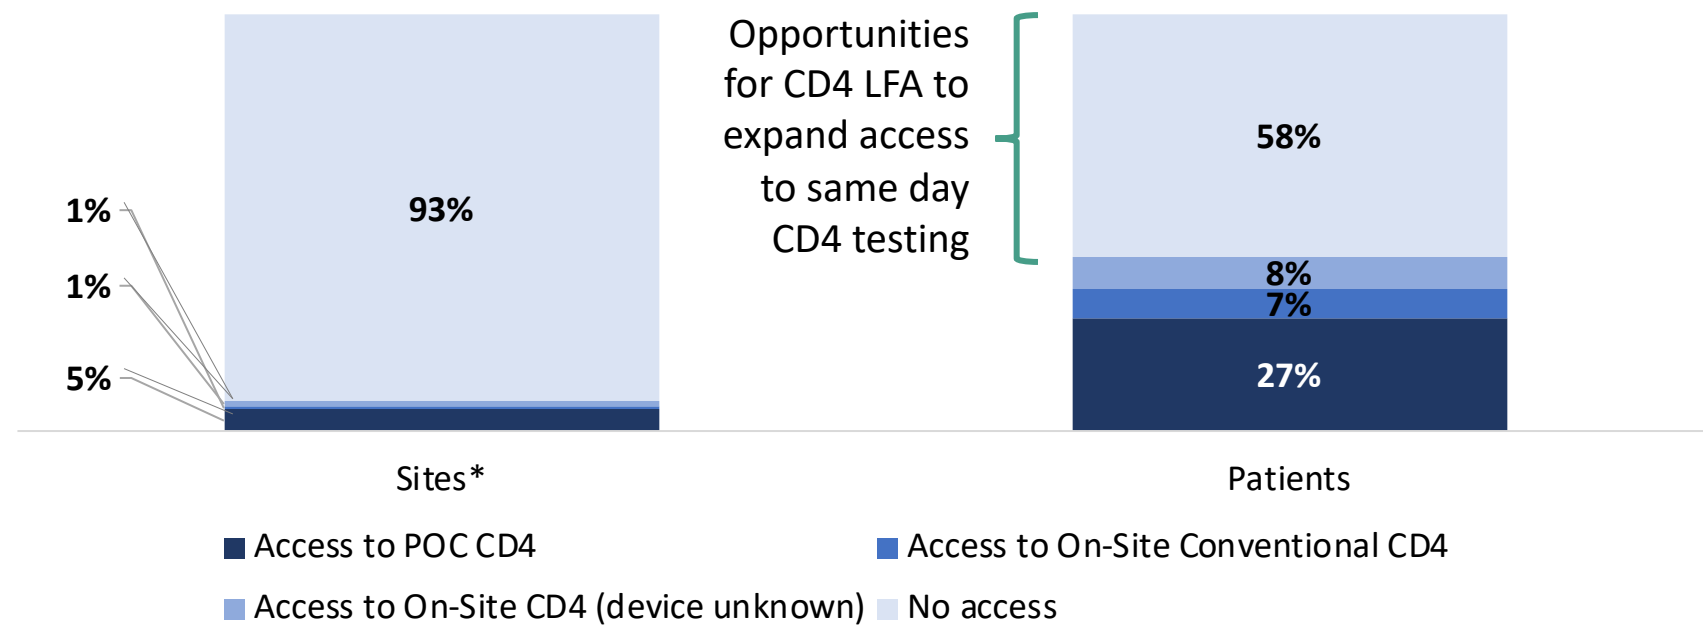 1%
1%
5%
93%
Opportunities
for CD4 LFA to
expand access
to same day
CD4 testing
58%
8%
7%
27%
Sites*
Patients
Access to POC CD4
Access to On-Site Conventional CD4
Access to On-Site CD4 (device unknown)
No access